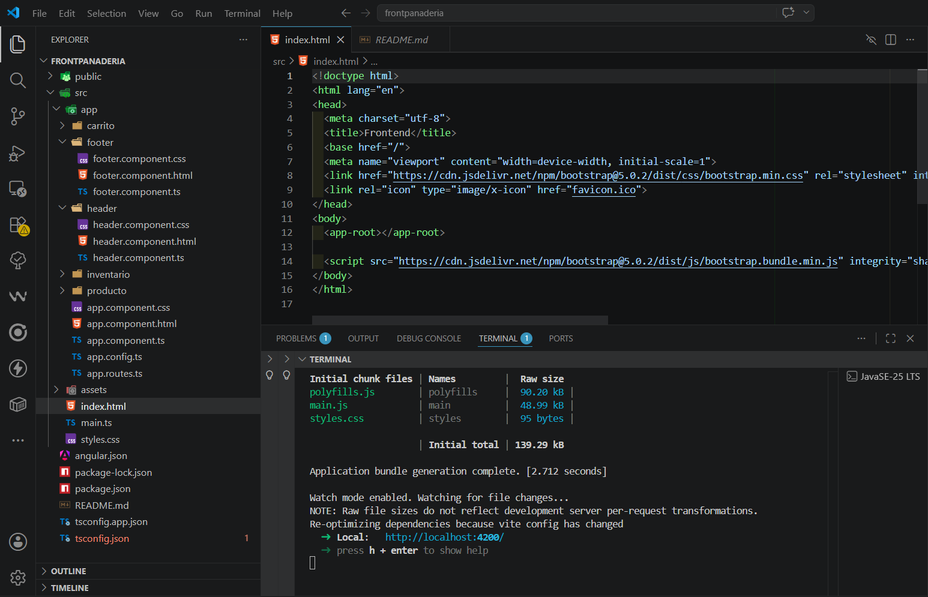 File Edit Selection View Go Run Terminal Help
frontpanaderia
EXPLORER
FRONTPANADERIA
public
src
app
carrito
footer
footer.component.css
footer.component.html
TS footer.component.ts
header
header.component.css
header.component.html
TS header.component.ts
inventario
producto
app.component.css
app.component.html
TS app.component.ts
TS app.config.ts
TS app.routes.ts
assets
index.html
TS main.ts
styles.css
angular.json
package-lock.json
package.json
README.md
tsconfig.app.json
tsconfig.json 1
OUTLINE
TIMELINE
index.html README.md
src > index.html > ...
1 <!doctype html>
2 <html lang="en">
3 <head>
4 <meta charset="utf-8">
5 <title>Frontend</title>
6 <base href="/">
7 <meta name="viewport" content="width=device-width, initial-scale=1">
8 <link href="https://cdn.jsdelivr.net/npm/bootstrap@5.0.2/dist/css/bootstrap.min.css" rel="stylesheet" int
9 <link rel="icon" type="image/x-icon" href="favicon.ico">
10 </head>
11 <body>
12 <app-root></app-root>
13
14 <script src="https://cdn.jsdelivr.net/npm/bootstrap@5.0.2/dist/js/bootstrap.bundle.min.js" integrity="sha
15 </body>
16 </html>
17
PROBLEMS 1 OUTPUT DEBUG CONSOLE TERMINAL 1 PORTS
TERMINAL
Initial chunk files | Names | Raw size
polyfills.js | polyfills | 90.20 kB |
main.js | main | 48.99 kB |
styles.css | styles | 95 bytes |
| Initial total | 139.29 kB
Application bundle generation complete. [2.712 seconds]
Watch mode enabled. Watching for file changes...
NOTE: Raw file sizes do not reflect development server per-request transformations.
Re-optimizing dependencies because vite config has changed
➜ Local: http://localhost:4200/
➜ press h + enter to show help
JavaSE-25 LTS